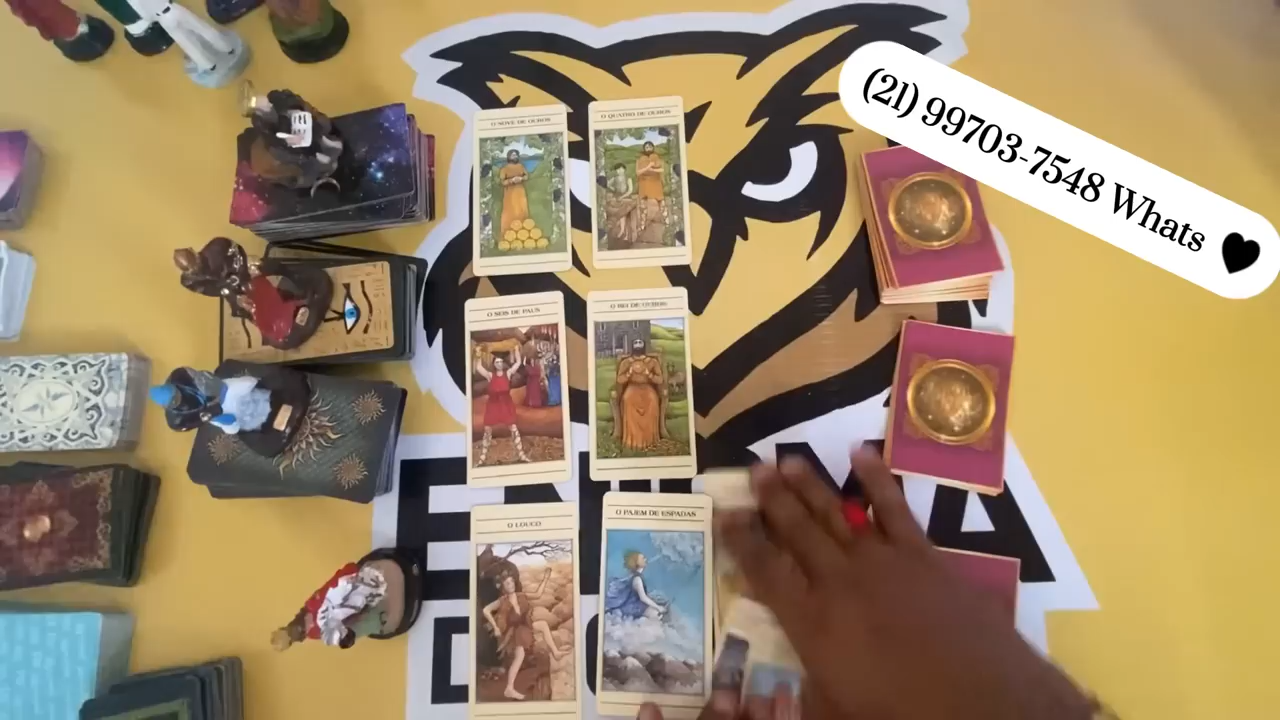 (21) 99703-7548 Whats
O NOVE DE OUROS
O QUATRO DE OUROS
O SEIS DE PAUS
O REI DE OUROS
O LOUCO
O PAJEM DE ESPADAS